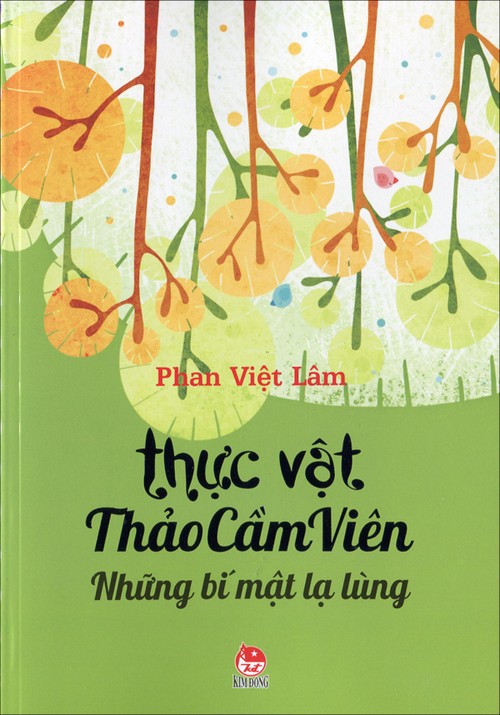 Phan Việt Lâm
thực vật
Thảo Cầm Viên
Những bí mật lạ lùng
KIM ĐỒNG